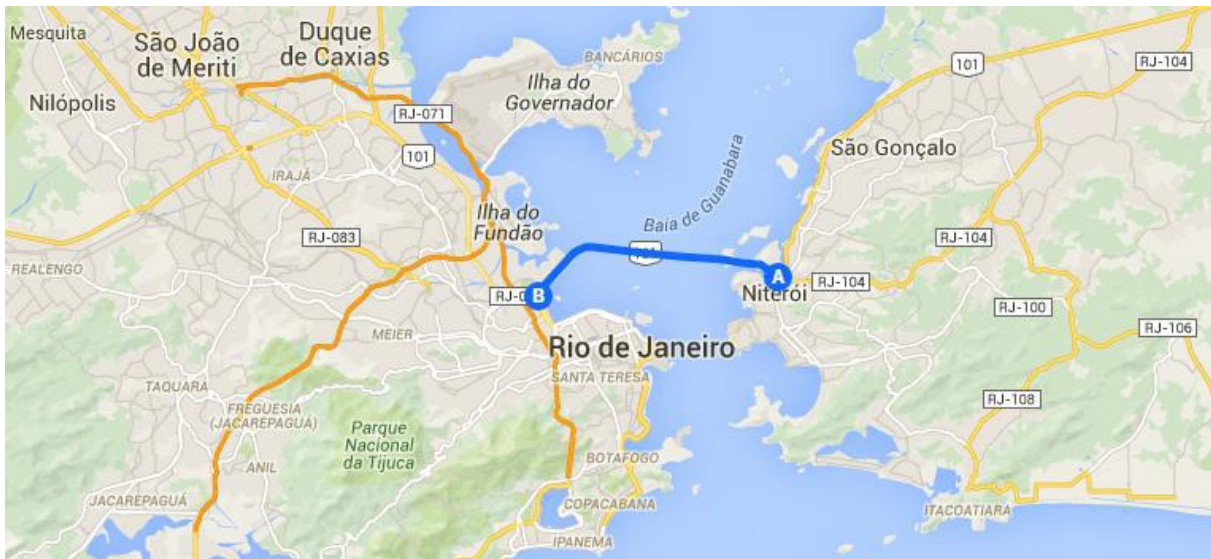 Mesquita
São João
de Meriti
Duque
de Caxias
Nilópolis
BANCÁRIOS
Ilha do
Governador
101
RJ-104
RJ-071
101
São Gonçalo
IRAJÁ
Baía de Guanabara
Ilha do
Fundão
RJ-083
RJ-104
REALENGO
A
B
Niterói
RJ-104
RJ-100
MEIER
Rio de Janeiro
RJ-106
TAQUARA
SANTA TERESA
RJ-108
FREGUESIA
(JACAREPAGUÁ)
Parque
Nacional
da Tijuca
ANIL
BOTAFOGO
JACAREPAGUÁ
COPACABANA
ITACOATIARA
IPANEMA